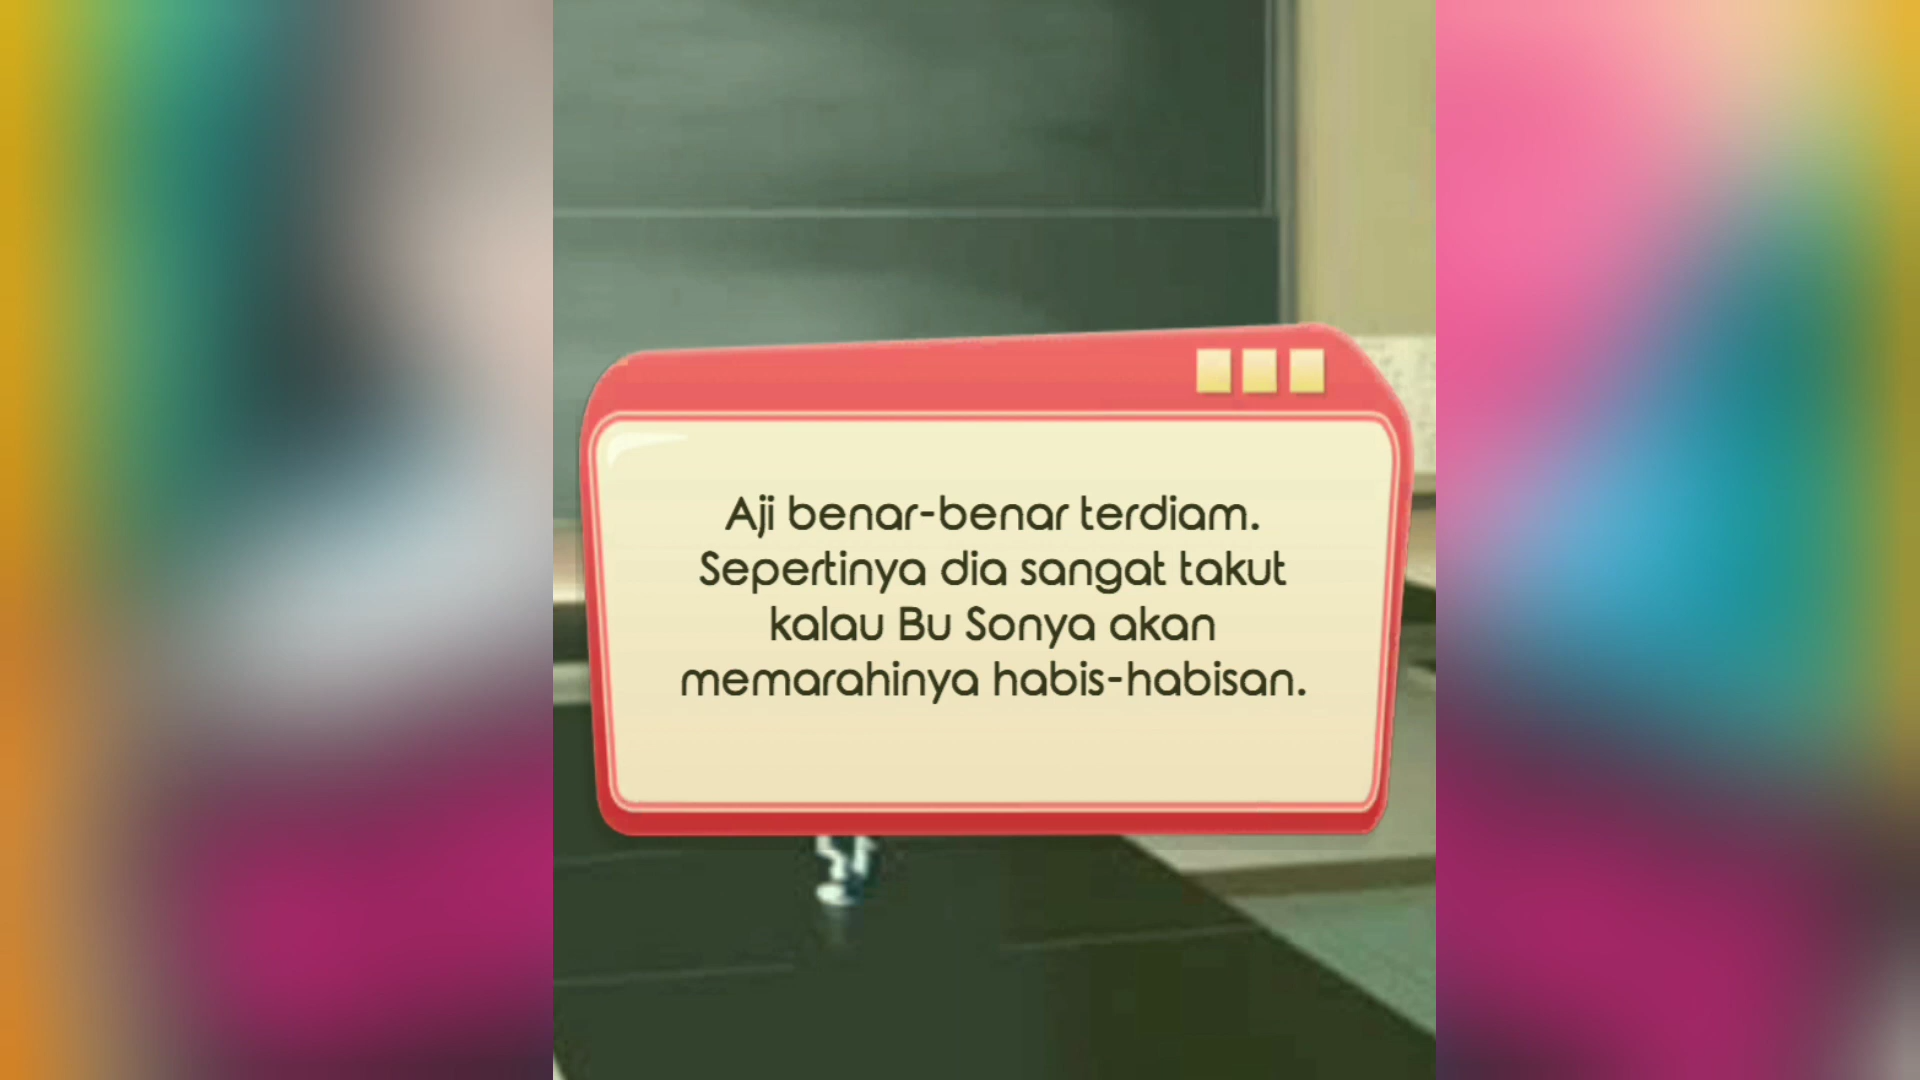 Aji benar-benar terdiam.
Sepertinya dia sangat takut
kalau Bu Sonya akan
memarahinya habis-habisan.